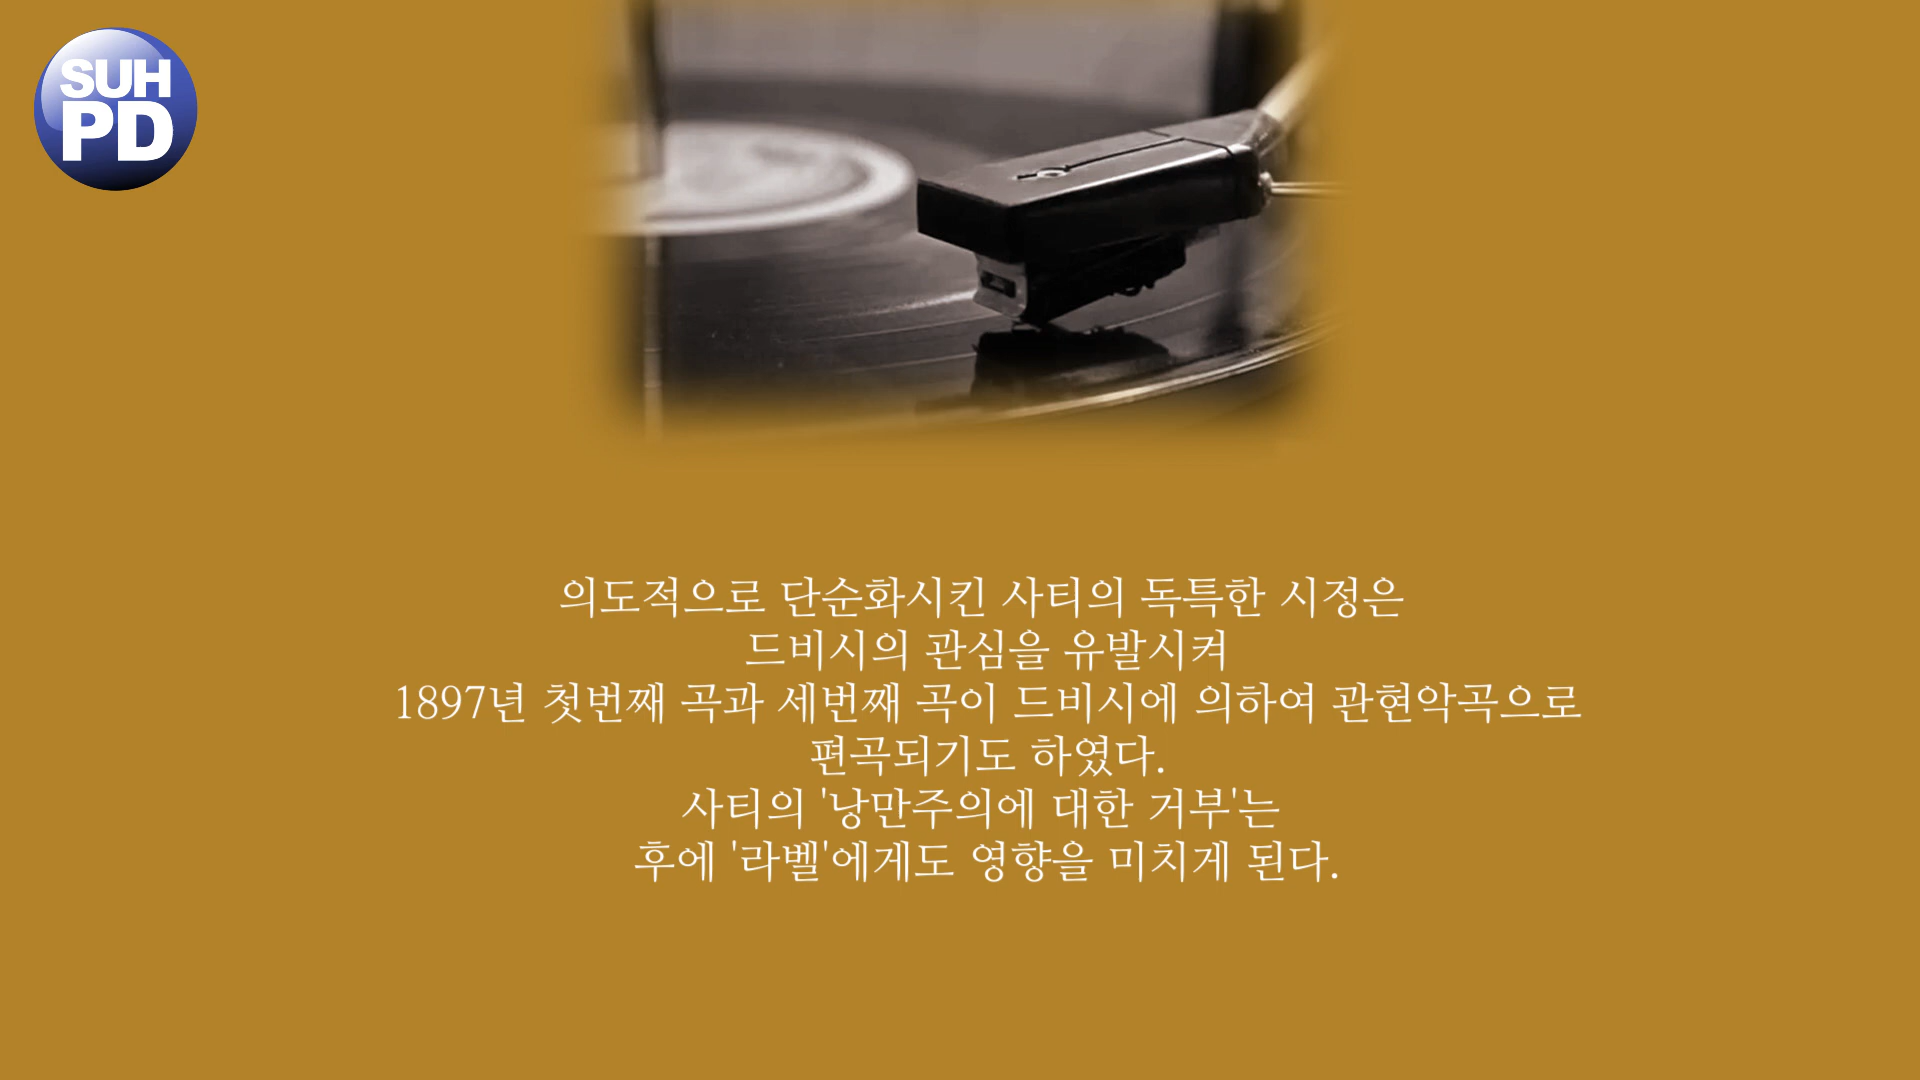 SUH
PD
의도적으로 단순화시킨 사티의 독특한 시정은
드비시의 관심을 유발시켜
1897년 첫번째 곡과 세번째 곡이 드비시에 의하여 관현악곡으로
편곡되기도 하였다.
사티의 '낭만주의에 대한 거부'는
후에 '라벨'에게도 영향을 미치게 된다.